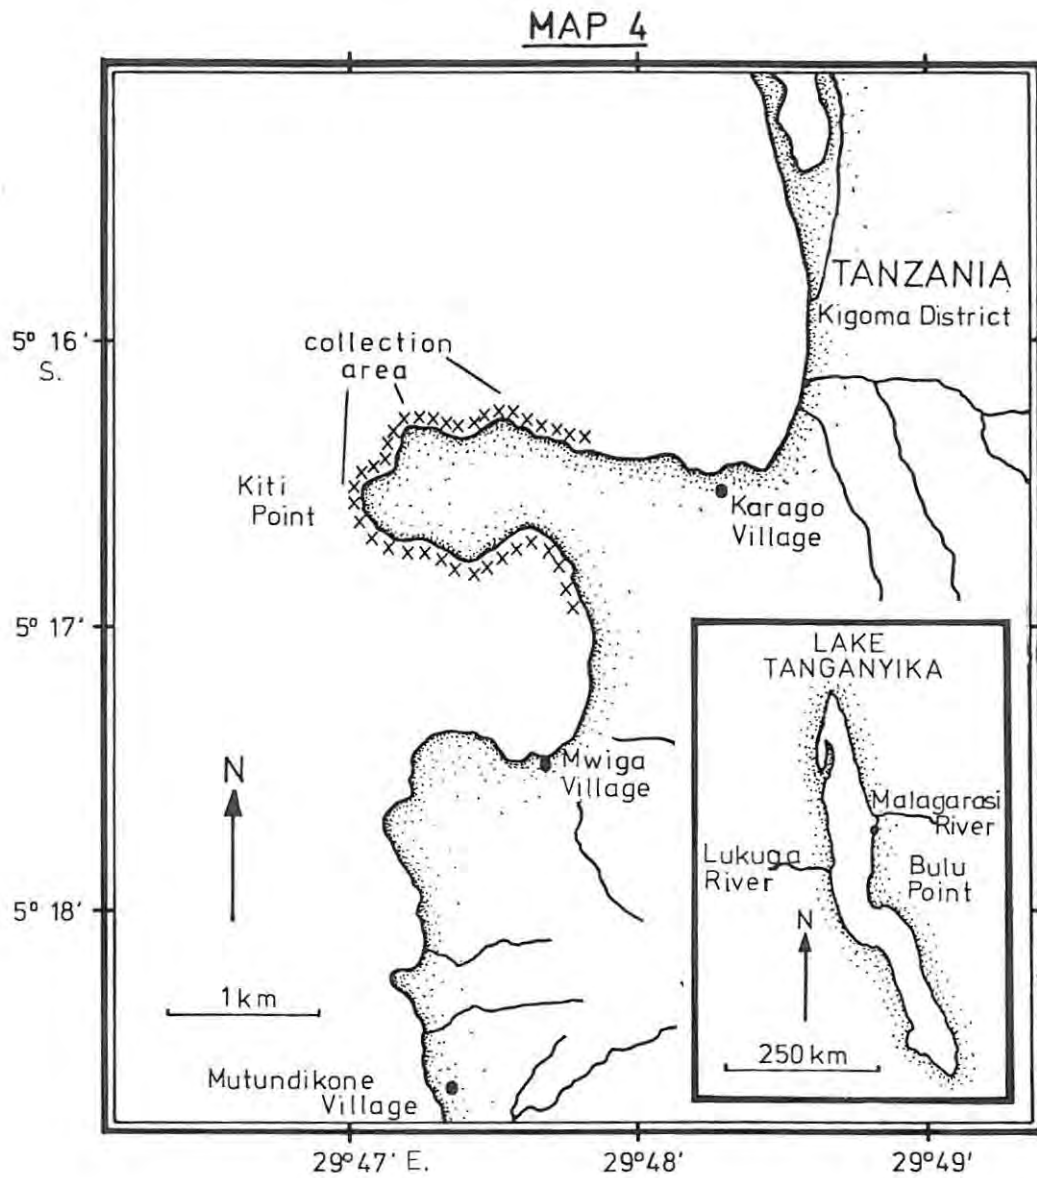 MAP 4
TANZANIA
Kigoma District
5° 16'
S.
collection
area
Kiti
Point
Karago
Village
5° 17'
LAKE
TANGANYIKA
N
Mwiga
Village
Malagarasi
River
Lukuga
River
Bulu
Point
5° 18'
N
1 km
250 km
Mutundikone
Village
29°47' E.
29°48'
29°49'